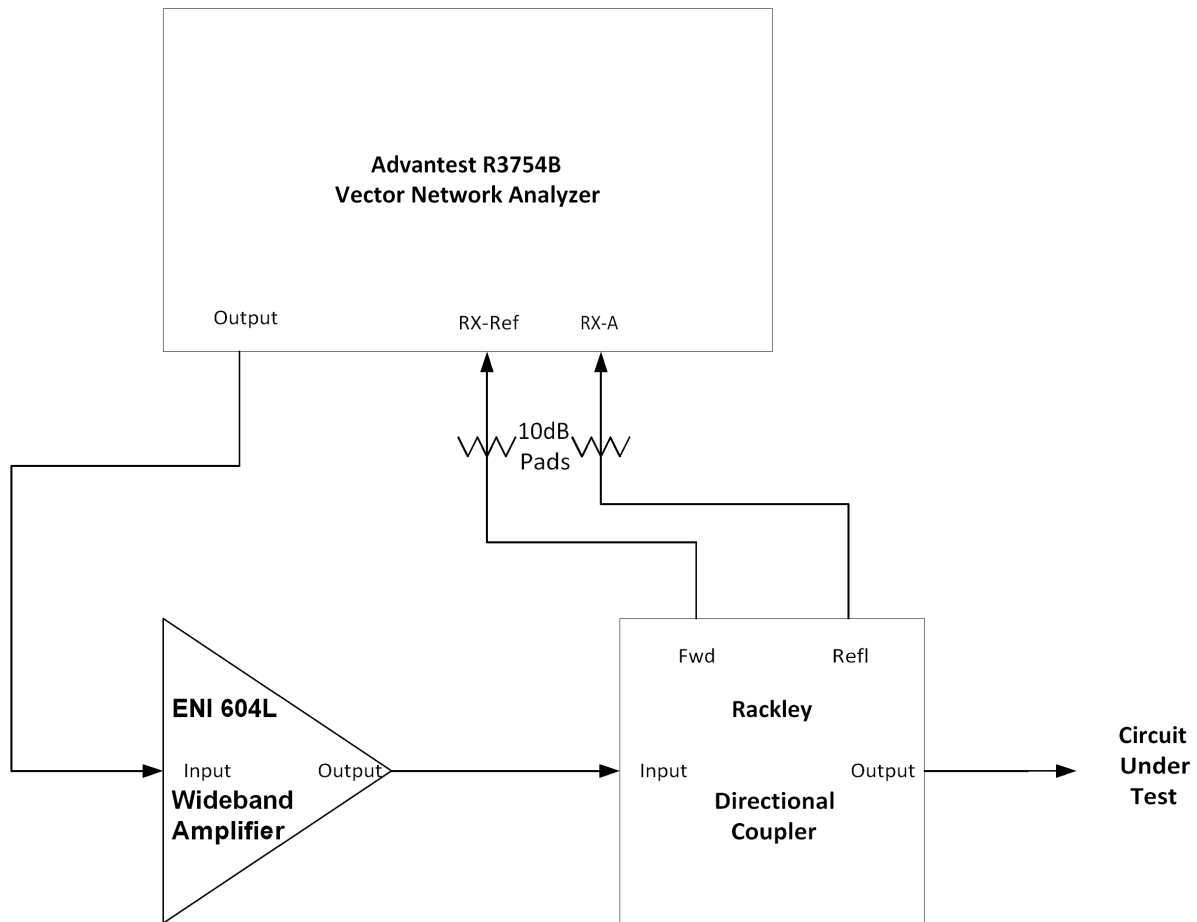 Advantest R3754B
Vector Network Analyzer
Output
RX-Ref
RX-A
10dB
Pads
Fwd
Refl
ENI 604L
Rackley
Input
Output
Input
Output
Wideband
Amplifier
Directional
Coupler
Circuit
Under
Test